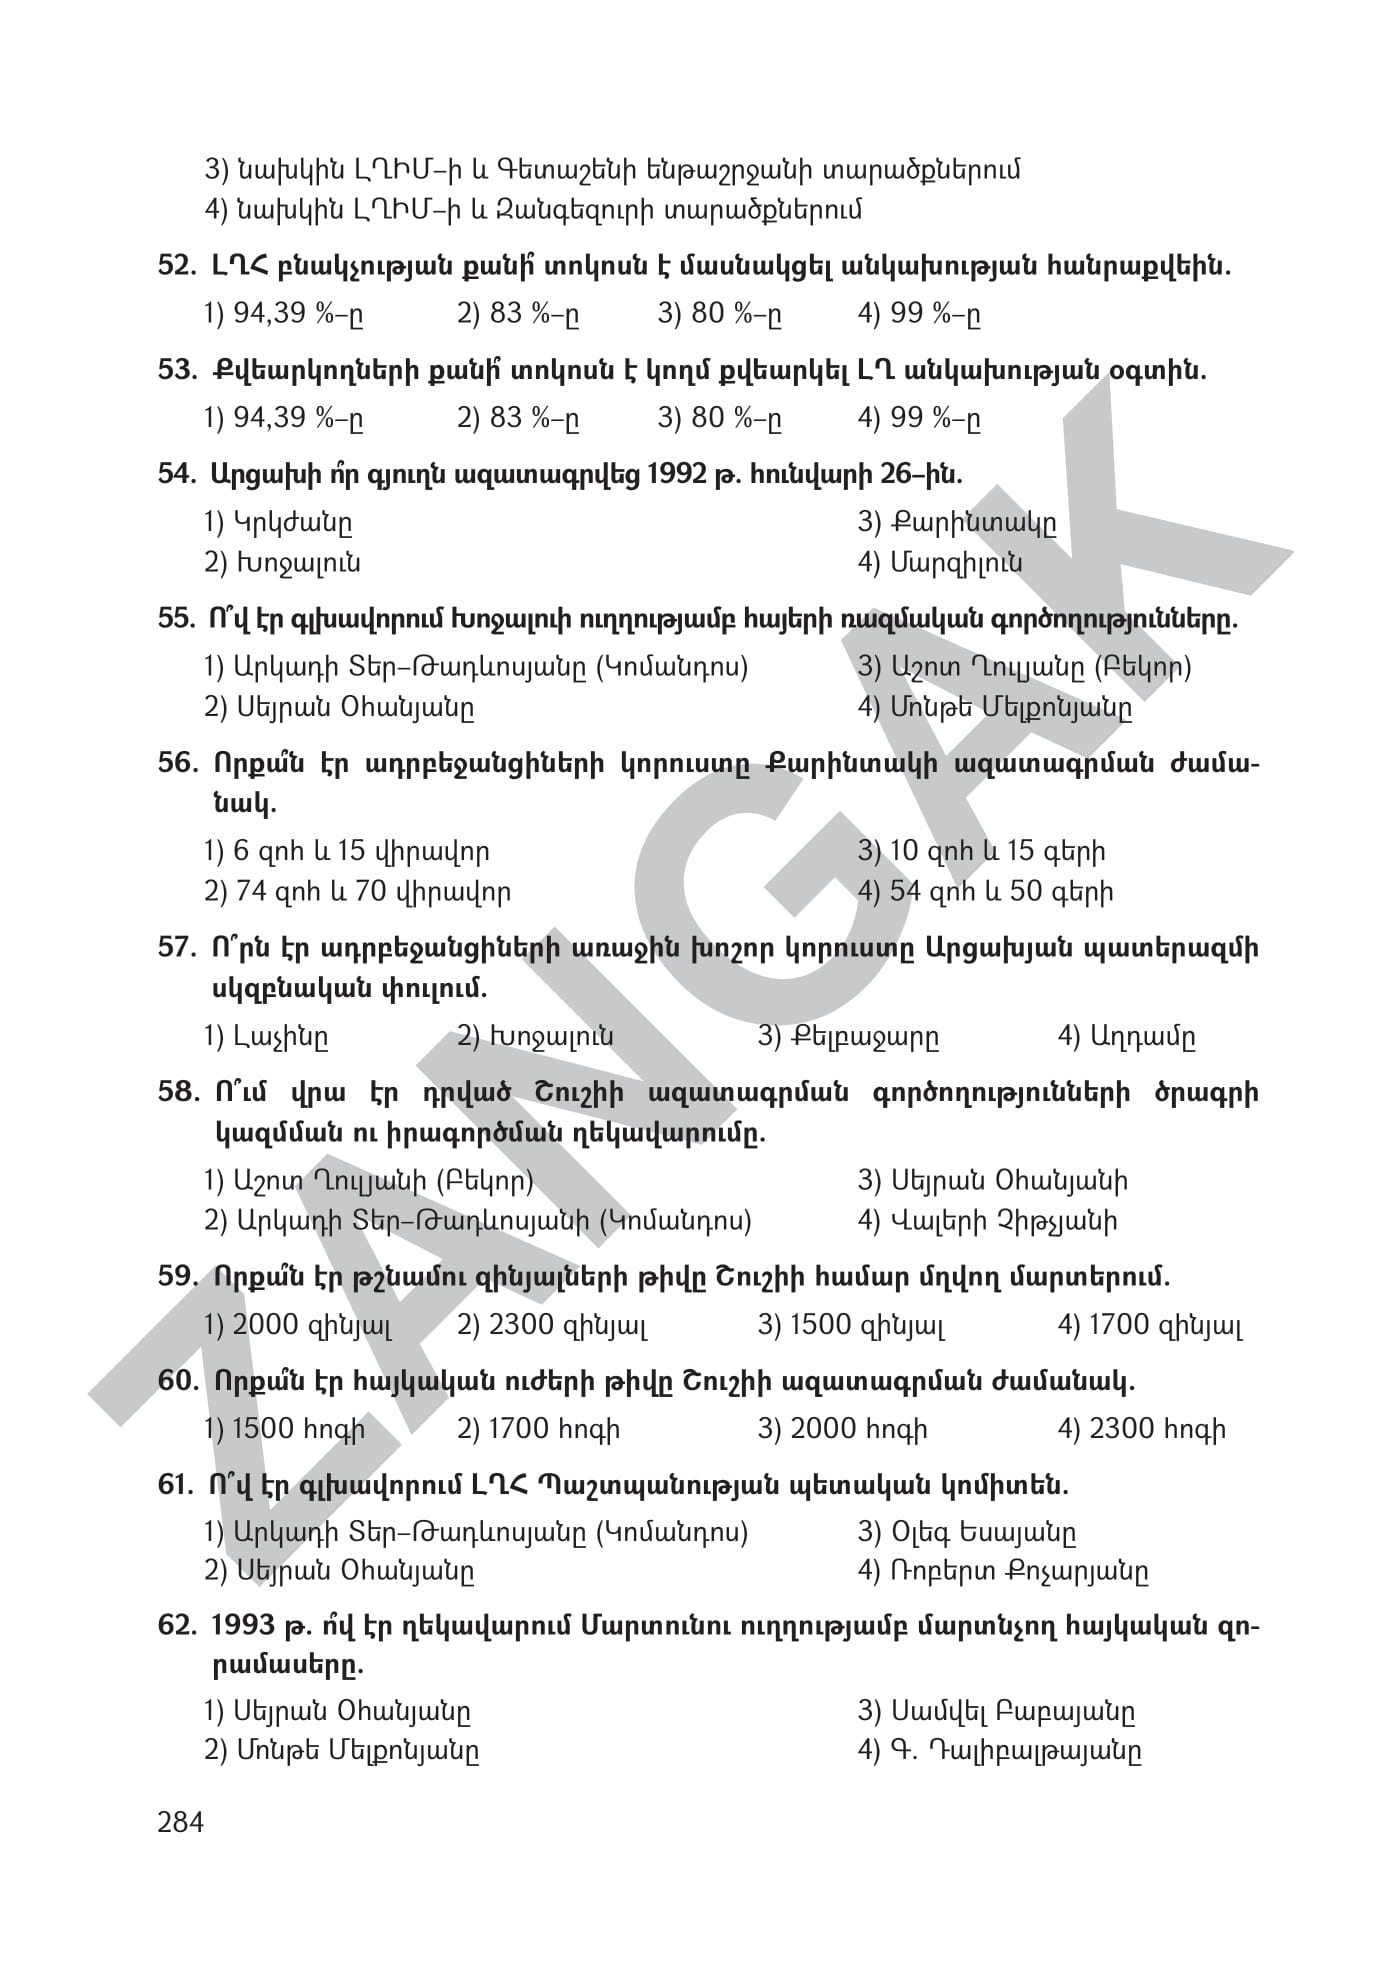 3) նախկին ԼՂԻՄ–ի և Գետաշենի ենթաշրջանի տարածքներում
4) նախկին ԼՂԻՄ–ի և Զանգեզուրի տարածքներում
52. ԼՂՀ բնակչության քանի՞ տոկոսն է մասնակցել անկախության հանրաքվեին.
1) 94,39 %–ը 2) 83 %–ը 3) 80 %–ը 4) 99 %–ը
53. Քվեարկողների քանի՞ տոկոսն է կողմ քվեարկել ԼՂ անկախության օգտին.
1) 94,39 %–ը 2) 83 %–ը 3) 80 %–ը 4) 99 %–ը
54. Արցախի ո՞ր գյուղն ազատագրվեց 1992 թ. հունվարի 26–ին.
1) Կրկժանը 3) Քարինտակը
2) Խոջալուն 4) Մարզիլուն
55. Ո՞վ էր գլխավորում Խոջալուի ուղղությամբ հայերի ռազմական գործողությունները.
1) Արկադի Տեր–Թադևոսյանը (Կոմանդոս) 3) Աշոտ Ղուլյանը (Բեկոր)
2) Սեյրան Օհանյանը 4) Մոնթե Մելքոնյանը
56. Որքա՞ն էր ադրբեջանցիների կորուստը Քարինտակի ազատագրման ժամա-
նակ.
1) 6 զոհ և 15 վիրավոր 3) 10 զոհ և 15 գերի
2) 74 զոհ և 70 վիրավոր 4) 54 զոհ և 50 գերի
57. Ո՞րն էր ադրբեջանցիների առաջին խոշոր կորուստը Արցախյան պատերազմի
սկզբնական փուլում.
1) Լաչինը 2) Խոջալուն 3) Քելբաջարը 4) Աղդամը
58. Ո՞ւմ վրա էր դրված Շուշիի ազատագրման գործողությունների ծրագրի
կազմման ու իրագործման ղեկավարումը.
1) Աշոտ Ղուլյանի (Բեկոր) 3) Սեյրան Օհանյանի
2) Արկադի Տեր–Թադևոսյանի (Կոմանդոս) 4) Վալերի Չիթչյանի
59. Որքա՞ն էր թշնամու զինյալների թիվը Շուշիի համար մղվող մարտերում.
1) 2000 զինյալ 2) 2300 զինյալ 3) 1500 զինյալ 4) 1700 զինյալ
60. Որքա՞ն էր հայկական ուժերի թիվը Շուշիի ազատագրման ժամանակ.
1) 1500 հոգի 2) 1700 հոգի 3) 2000 հոգի 4) 2300 հոգի
61. Ո՞վ էր գլխավորում ԼՂՀ Պաշտպանության պետական կոմիտեն.
1) Արկադի Տեր–Թադևոսյանը (Կոմանդոս) 3) Օլեգ Եսայանը
2) Սեյրան Օհանյանը 4) Ռոբերտ Քոչարյանը
62. 1993 թ. ո՞վ էր ղեկավարում Մարտունու ուղղությամբ մարտնչող հայկական զո-
րամասերը.
1) Սեյրան Օհանյանը 3) Սամվել Բաբայանը
2) Մոնթե Մելքոնյանը 4) Գ. Դալիբալթայանը
284
ZANGAK